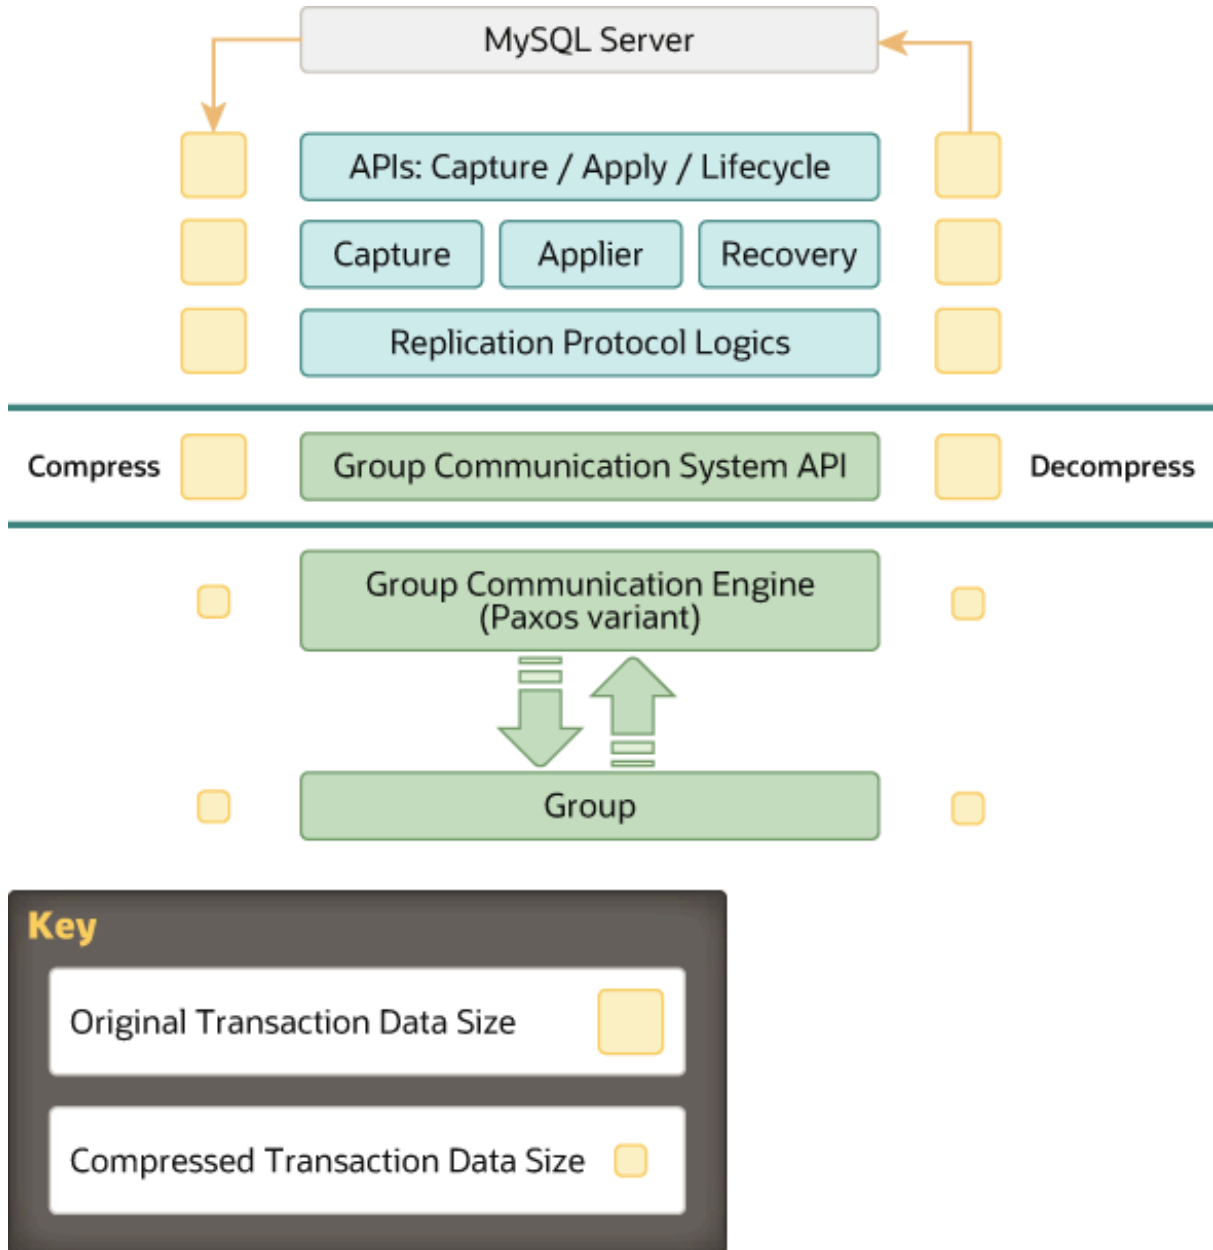 MySQL Server
APIs: Capture / Apply / Lifecycle
Capture
Applier
Recovery
Replication Protocol Logics
Compress
Group Communication System API
Decompress
Group Communication Engine
(Paxos variant)
Group
Key
Original Transaction Data Size
Compressed Transaction Data Size